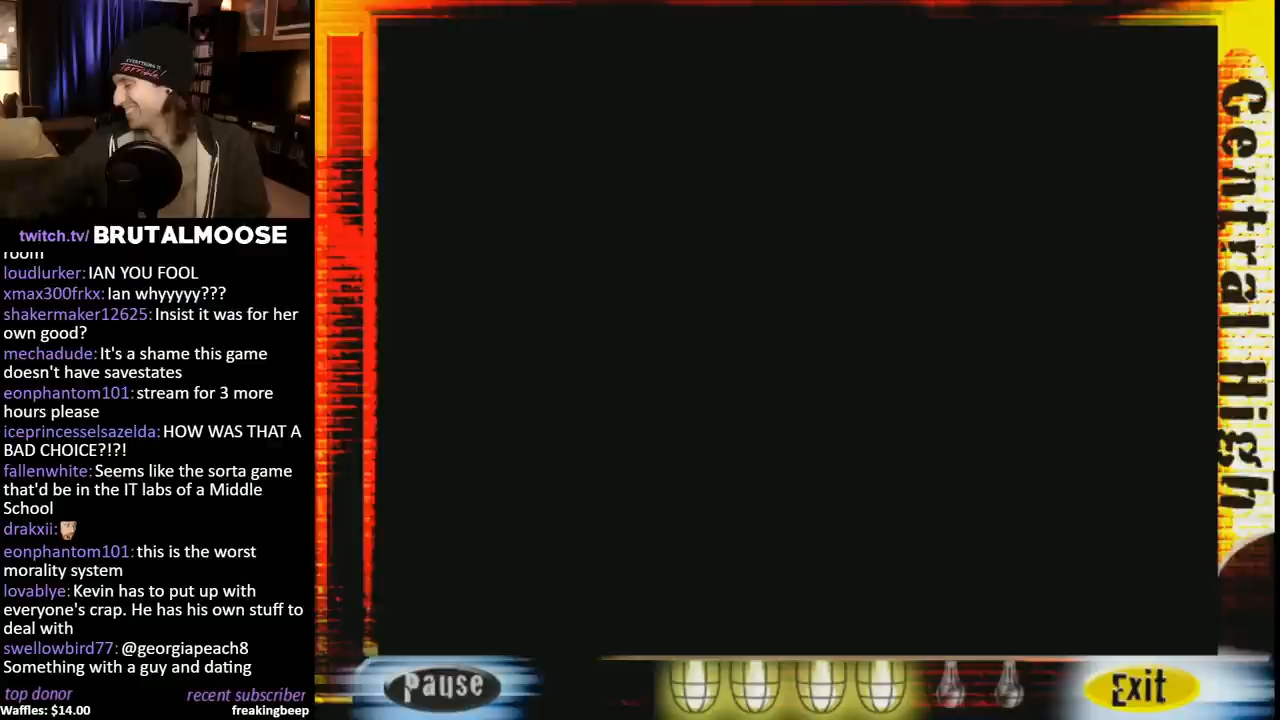 EVERYTHING IS
Terrible!
twitch.tv/ BRUTALMOOSE
room
loudlurker: IAN YOU FOOL
xmax300frkx: Ian whyyyyy???
shakermaker12625: Insist it was for her
own good?
mechadude: It's a shame this game
doesn't have savestates
eonphantom101: stream for 3 more
hours please
iceprincesselsazelda: HOW WAS THAT A
BAD CHOICE?!?!
fallenwhite: Seems like the sorta game
that'd be in the IT labs of a Middle
School
drakxii:
eonphantom101: this is the worst
morality system
lovablye: Kevin has to put up with
everyone's crap. He has his own stuff to
deal with
swellowbird77: @georgiapeach8
Something with a guy and dating
top donor
Waffles: $14.00
recent subscriber
freakingbeep
Central High
Pause
Exit